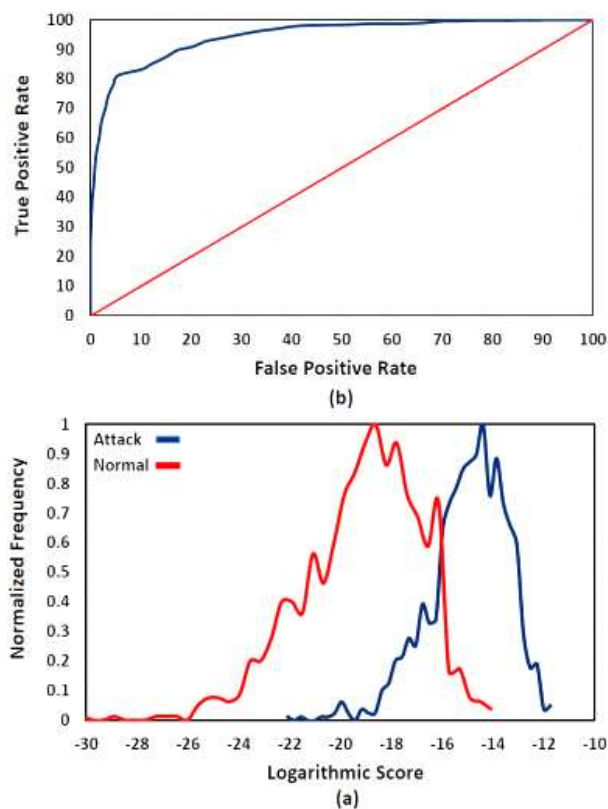 100
90
80
70
60
50
40
30
20
10
0
True Positive Rate
0 10 20 30 40 50 60 70 80 90 100
False Positive Rate
(b)
1
0.9
0.8
0.7
0.6
0.5
0.4
0.3
0.2
0.1
0
Normalized Frequency
Attack
Normal
-30 -28 -26 -24 -22 -20 -18 -16 -14 -12 -10
Logarithmic Score
(a)